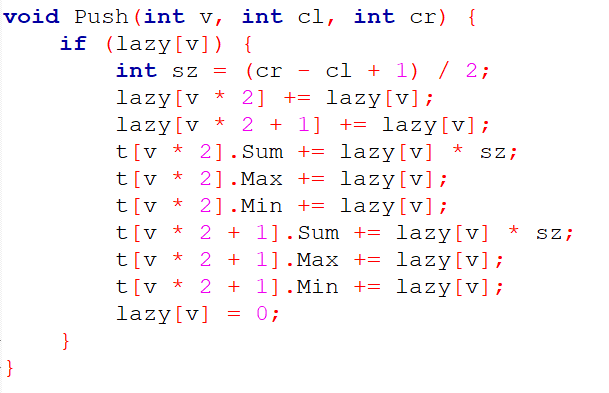 void Push(int v, int cl, int cr) {
    if (lazy[v]) {
        int sz = (cr - cl + 1) / 2;
        lazy[v * 2] += lazy[v];
        lazy[v * 2 + 1] += lazy[v];
        t[v * 2].Sum += lazy[v] * sz;
        t[v * 2].Max += lazy[v];
        t[v * 2].Min += lazy[v];
        t[v * 2 + 1].Sum += lazy[v] * sz;
        t[v * 2 + 1].Max += lazy[v];
        t[v * 2 + 1].Min += lazy[v];
        lazy[v] = 0;
    }
}